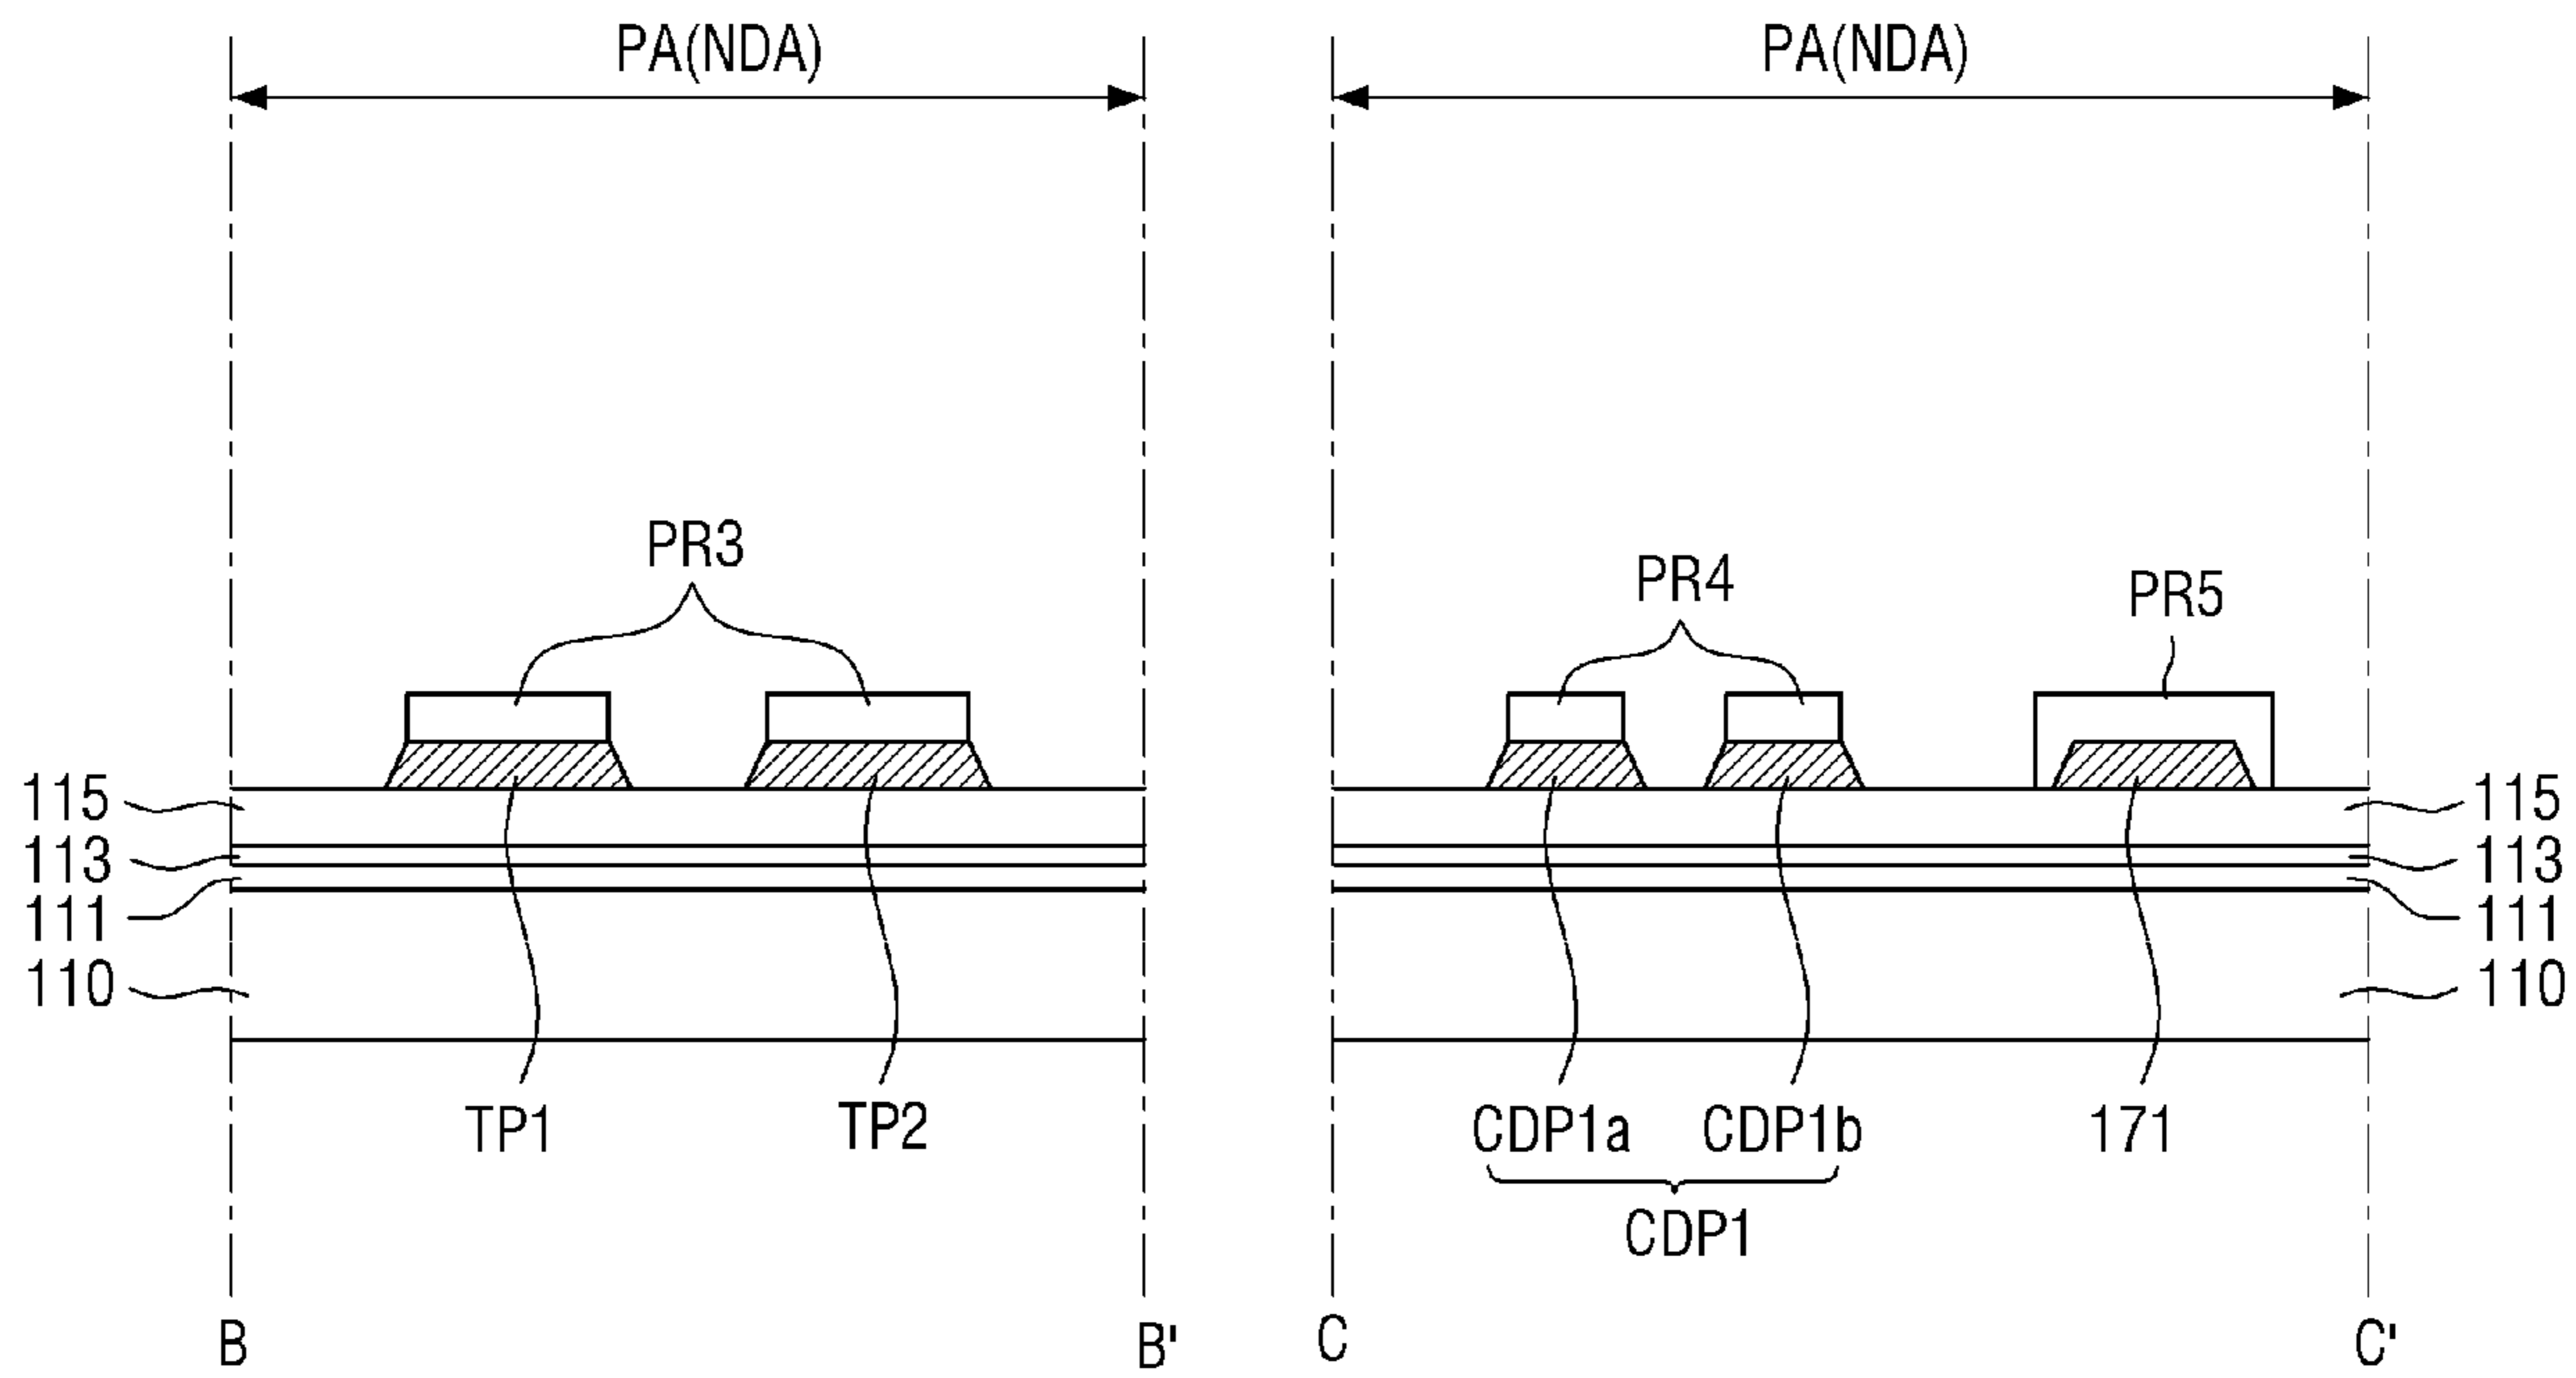 PA(NDA) PA(NDA)
PR3
PR4
PR5
115 115
113 113
111 111
110 110
TP1 TP2 CDP1a CDP1b 171
CDP1
B B' C C'